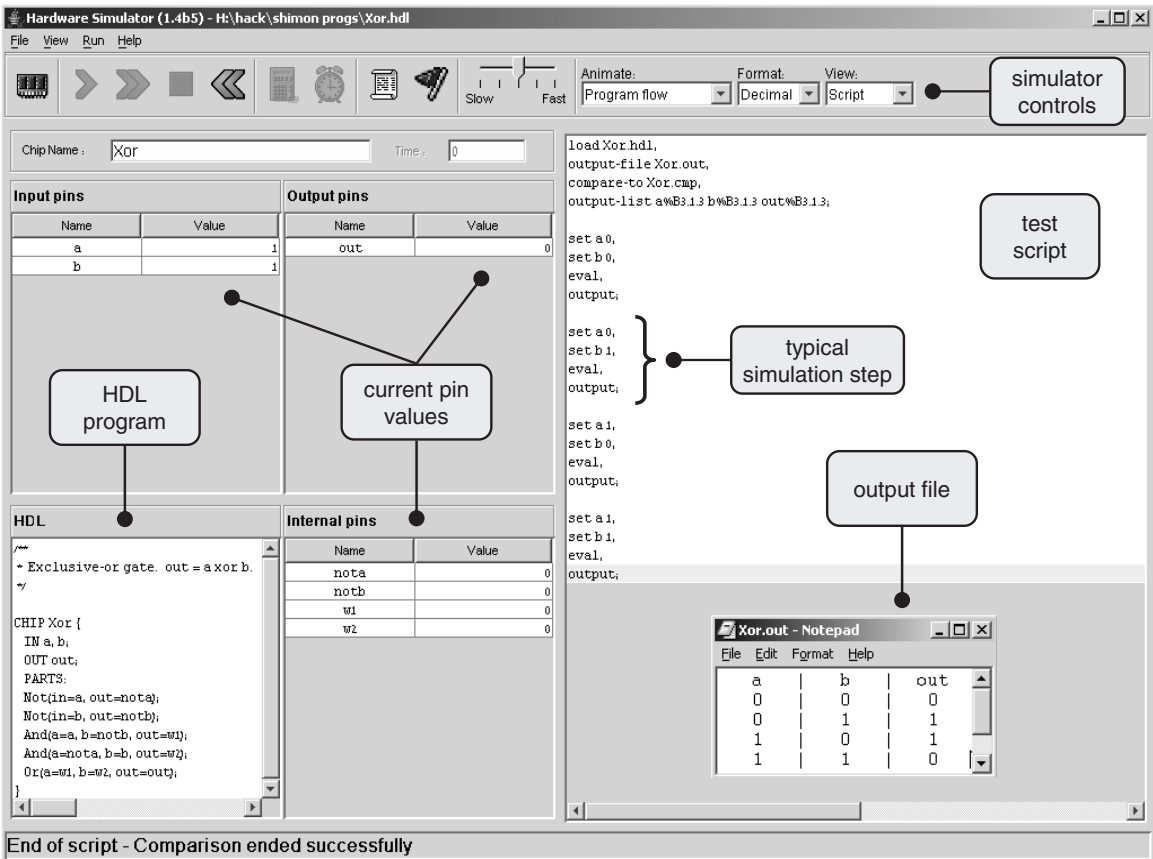 Hardware Simulator (1.4b5) - H:\hack\shimon progs\Xor.hdl
File View Run Help
Slow Fast
Animate: Format: View:
Program flow Decimal Script
simulator
controls
Chip Name : Xor Time : 0
Input pins
Name Value
a 1
b 1
Output pins
Name Value
out 0
HDL
program
current pin
values
HDL
/**
* Exclusive-or gate. out = a xor b.
*/
CHIP Xor {
IN a, b;
OUT out;
PARTS:
Not(in=a, out=nota);
Not(in=b, out=notb);
And(a=a, b=notb, out=w1);
And(a=nota, b=b, out=w2);
Or(a=w1, b=w2, out=out);
}
Internal pins
Name Value
nota 0
notb 0
w1 0
w2 0
load Xor.hdl,
output-file Xor.out,
compare-to Xor.cmp,
output-list a%B3.1.3 b%B3.1.3 out%B3.1.3;
set a 0,
set b 0,
eval,
output;
set a 0,
set b 1,
eval,
output;
set a 1,
set b 0,
eval,
output;
set a 1,
set b 1,
eval,
output;
test
script
typical
simulation step
output file
Xor.out - Notepad
File Edit Format Help
a | b | out
0 | 0 | 0
0 | 1 | 1
1 | 0 | 1
1 | 1 | 0
End of script - Comparison ended successfully